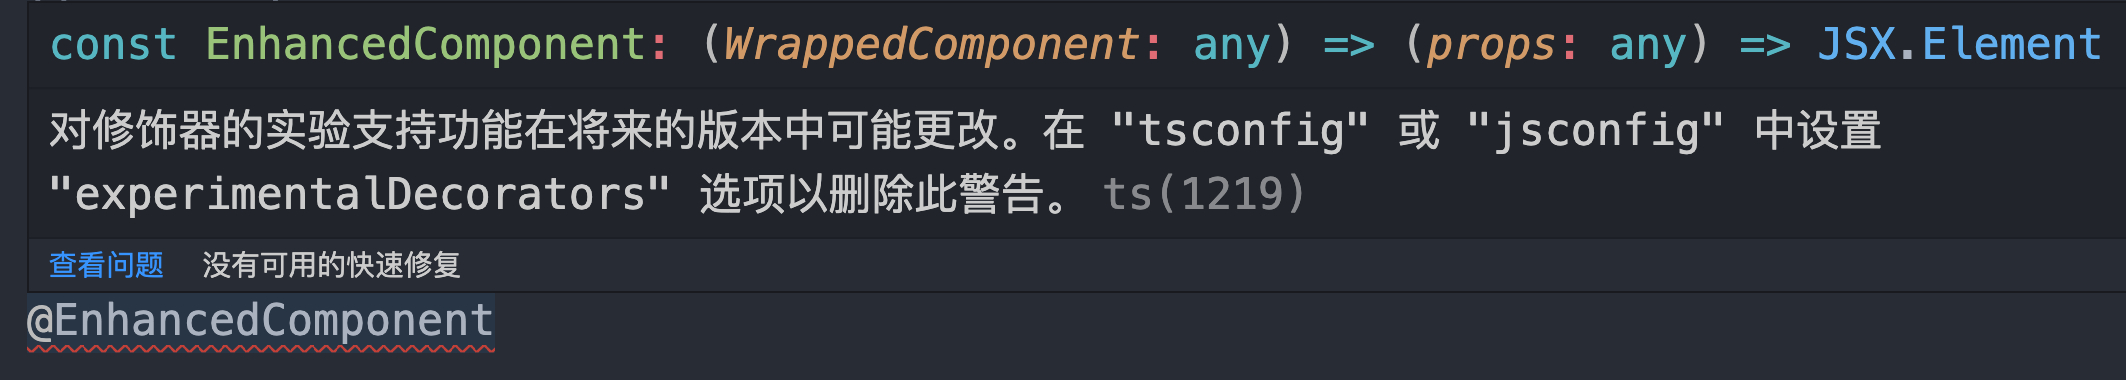 const EnhancedComponent: (WrappedComponent: any) => (props: any) => JSX.Element
对修饰器的实验支持功能在将来的版本中可能更改。在 "tsconfig" 或 "jsconfig" 中设置
"experimentalDecorators" 选项以删除此警告。 ts(1219)
查看问题 没有可用的快速修复
@EnhancedComponent